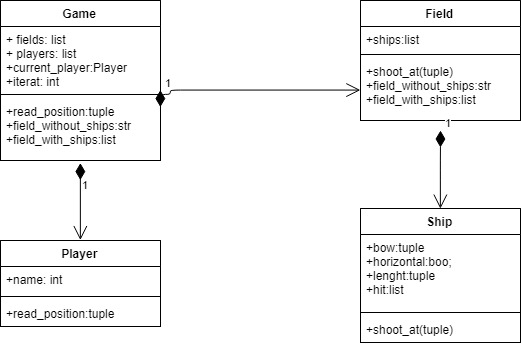 Game
+ fields: list
+ players: list
+current_player:Player
+iterat: int
+read_position:tuple
+field_without_ships:str
+field_with_ships:list
1
1
Field
+ships:list
+shoot_at(tuple)
+field_without_ships:str
+field_with_ships:list
1
Player
+name: int
+read_position:tuple
Ship
+bow:tuple
+horizontal:boo;
+lenght:tuple
+hit:list
+shoot_at(tuple)